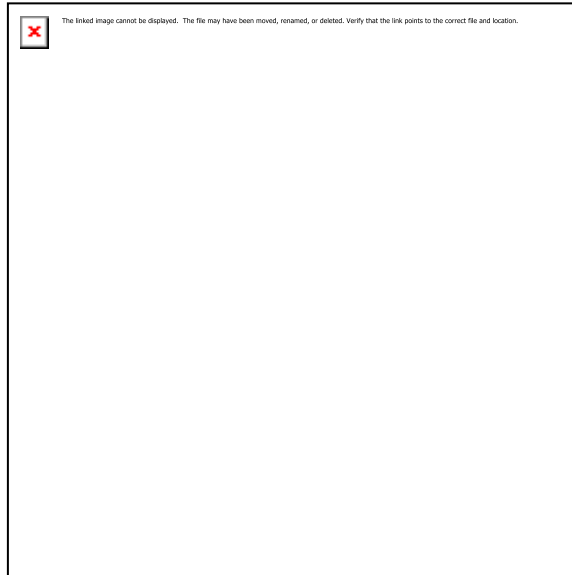 The linked image cannot be displayed.  The file may have been moved, renamed, or deleted. Verify that the link points to the correct file and location.